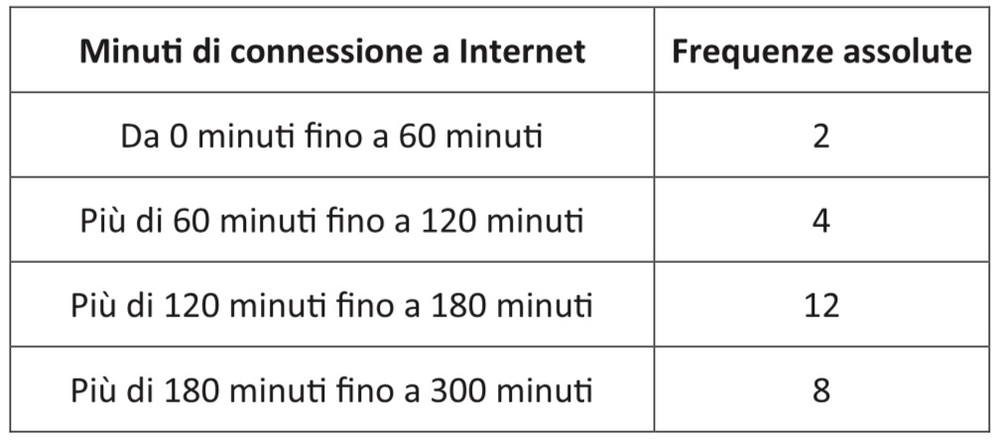 Minuti di connessione a Internet Frequenze assolute
Da 0 minuti fino a 60 minuti 2
Più di 60 minuti fino a 120 minuti 4
Più di 120 minuti fino a 180 minuti 12
Più di 180 minuti fino a 300 minuti 8